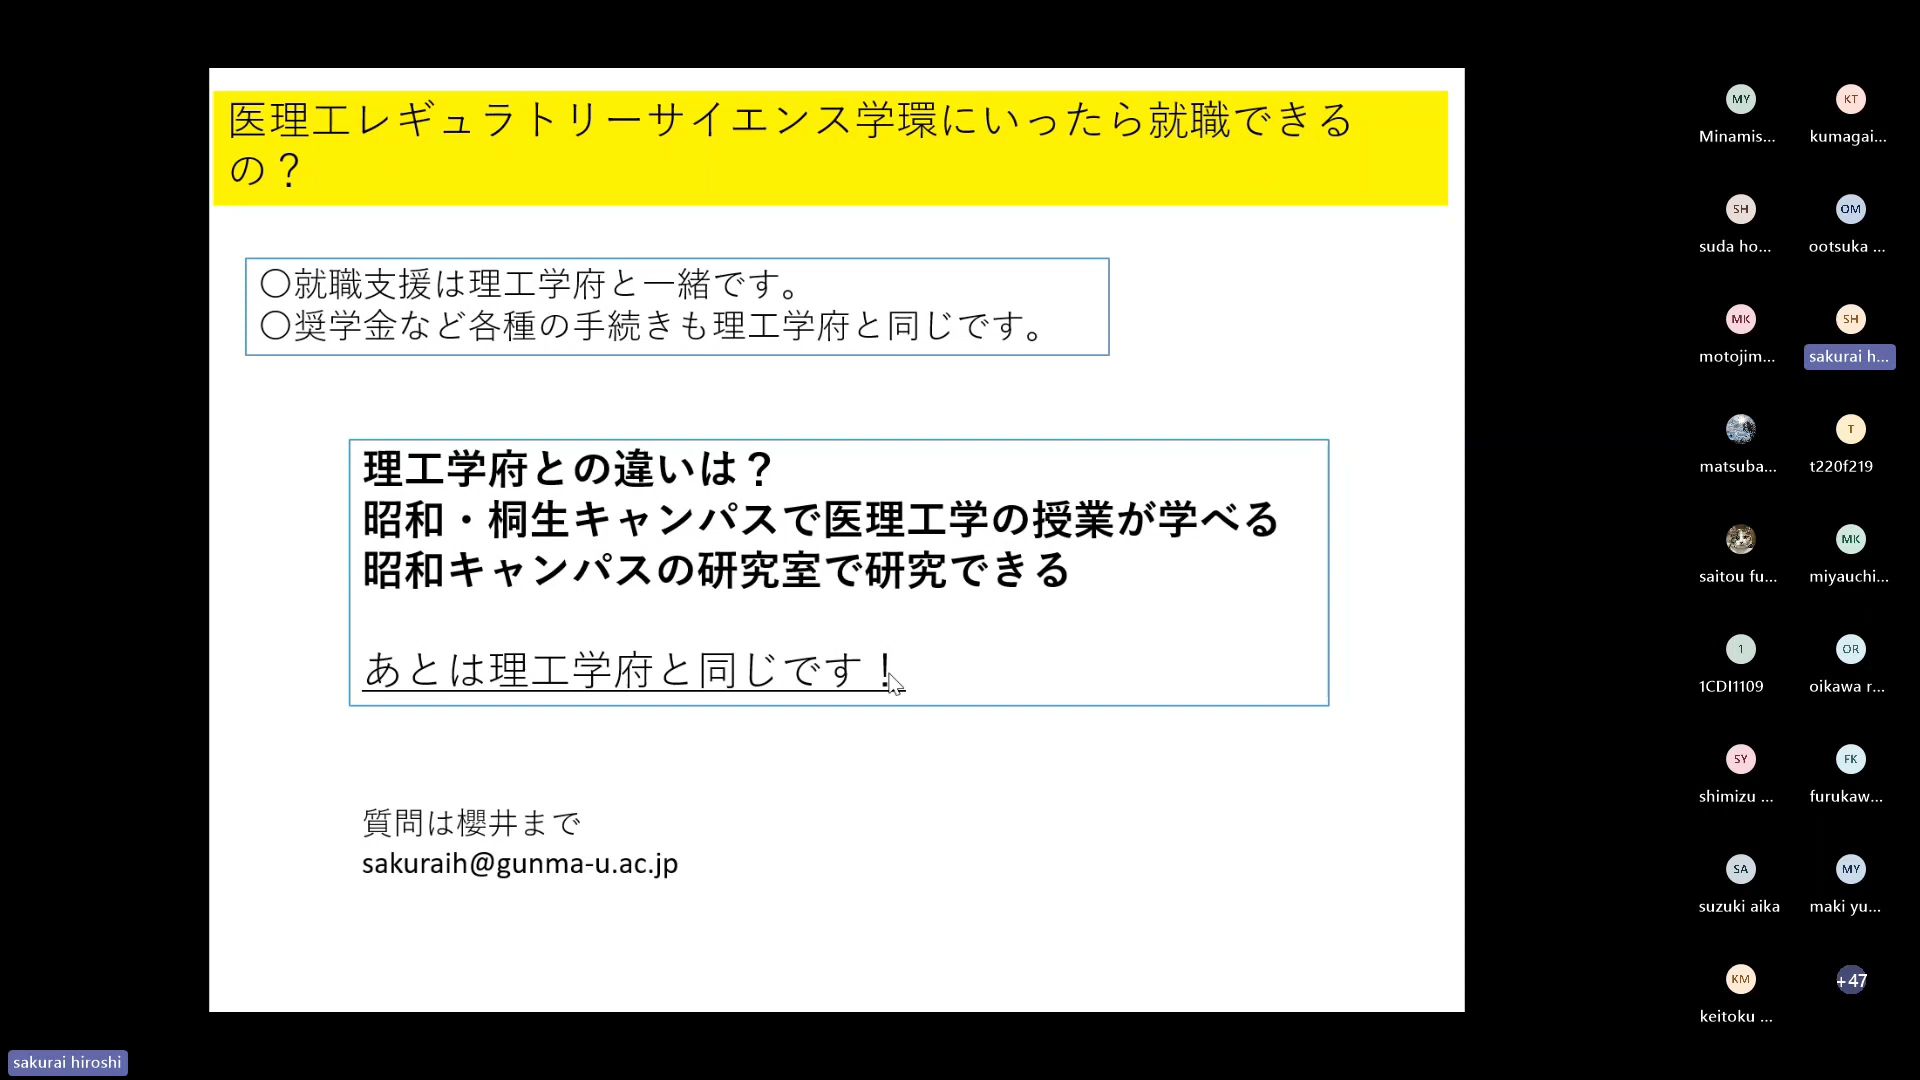 医理工レギュラトリーサイエンス学環にいったら就職できる
の？
〇就職支援は理工学府と一緒です。
〇奨学金など各種の手続きも理工学府と同じです。
理工学府との違いは？
昭和・桐生キャンパスで医理工学の授業が学べる
昭和キャンパスの研究室で研究できる
あとは理工学府と同じです！
質問は櫻井まで
sakuraih@gunma-u.ac.jp
MY
Minamis...
KT
kumagai...
SH
suda ho...
OM
ootsuka ...
MK
motojim...
SH
sakurai h...
matsuba...
T
t220f219
saitou fu...
MK
miyauchi...
1
1CDI1109
OR
oikawa r...
SY
shimizu ...
FK
furukaw...
SA
suzuki aika
MY
maki yu...
KM
keitoku ...
+47
sakurai hiroshi